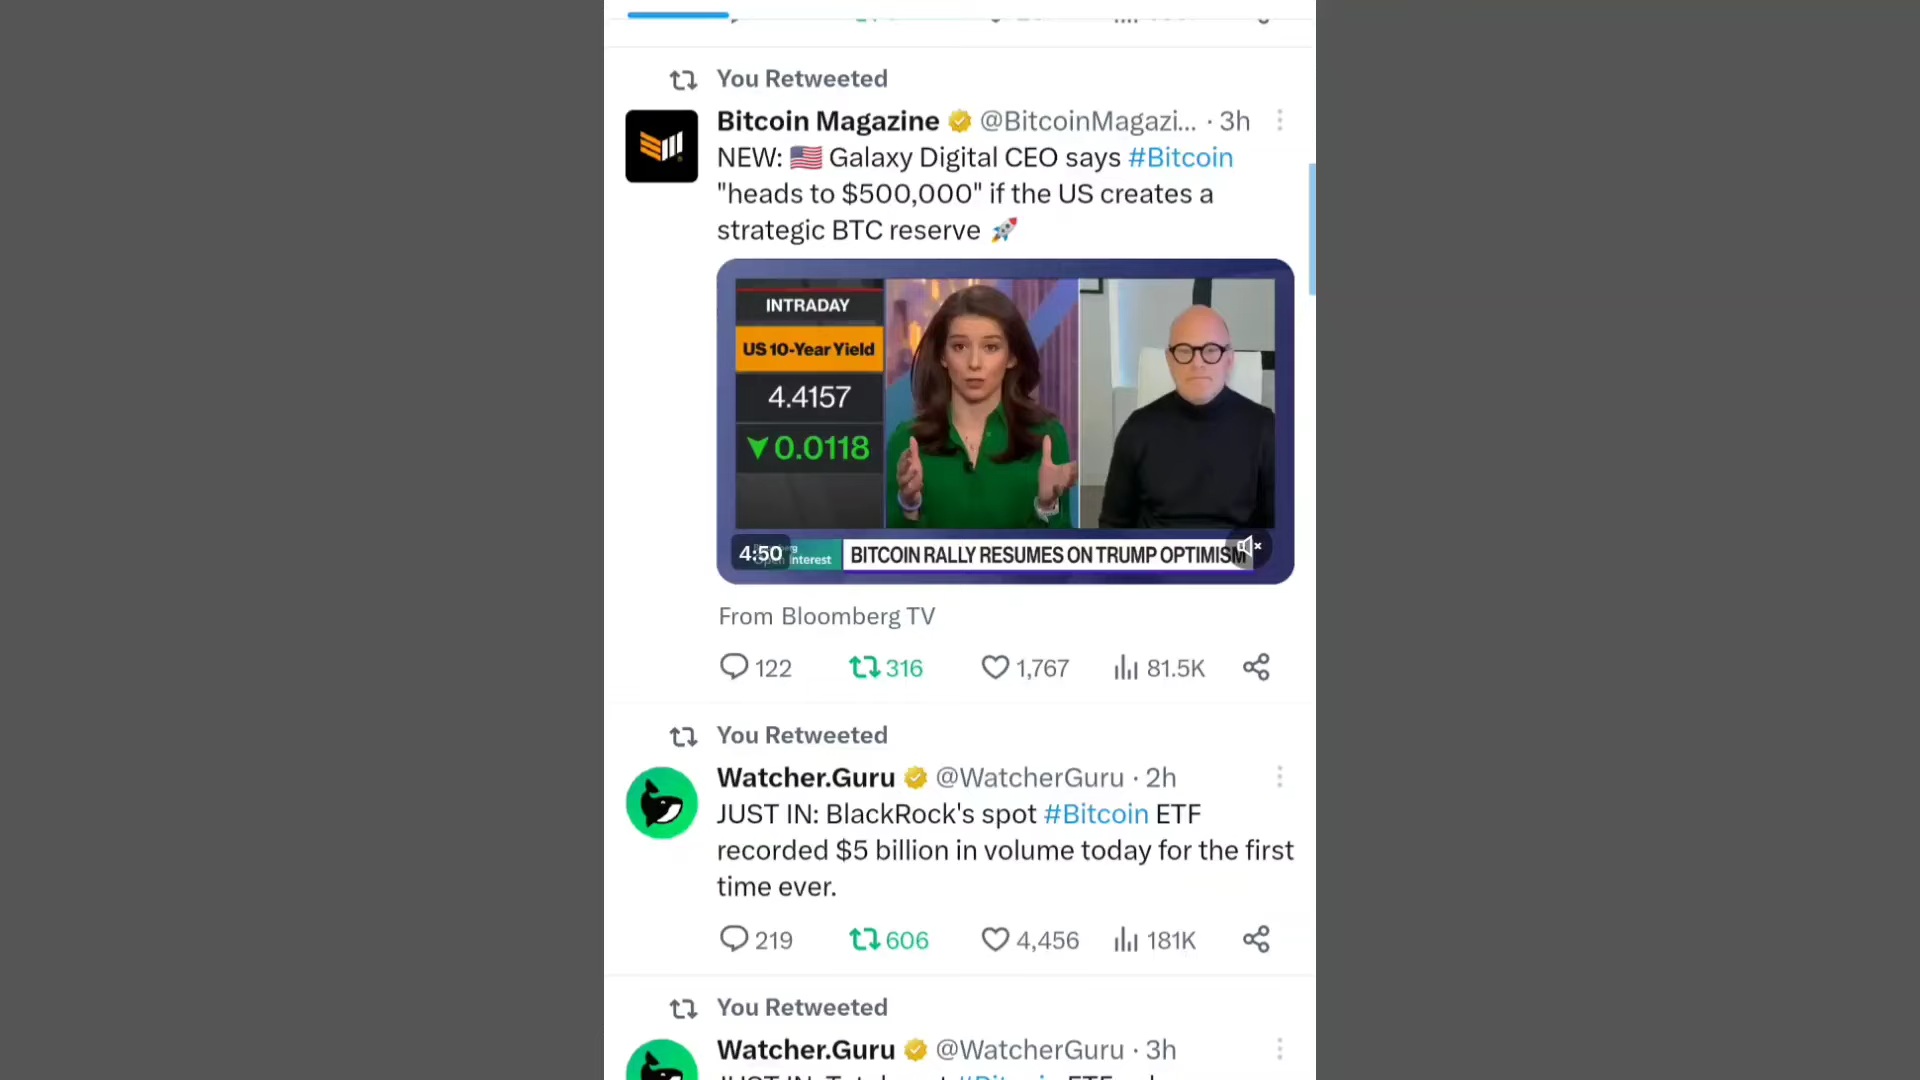 You Retweeted
Bitcoin Magazine @BitcoinMagazi... · 3h
NEW: 🇺🇸 Galaxy Digital CEO says #Bitcoin
"heads to $500,000" if the US creates a
strategic BTC reserve 🚀
INTRADAY
US 10-Year Yield
4.4157
▼0.0118
4:50
Interest
BITCOIN RALLY RESUMES ON TRUMP OPTIMISM
From Bloomberg TV
122 316 1,767 81.5K
You Retweeted
Watcher.Guru @WatcherGuru · 2h
JUST IN: BlackRock's spot #Bitcoin ETF
recorded $5 billion in volume today for the first
time ever.
219 606 4,456 181K
You Retweeted
Watcher.Guru @WatcherGuru · 3h